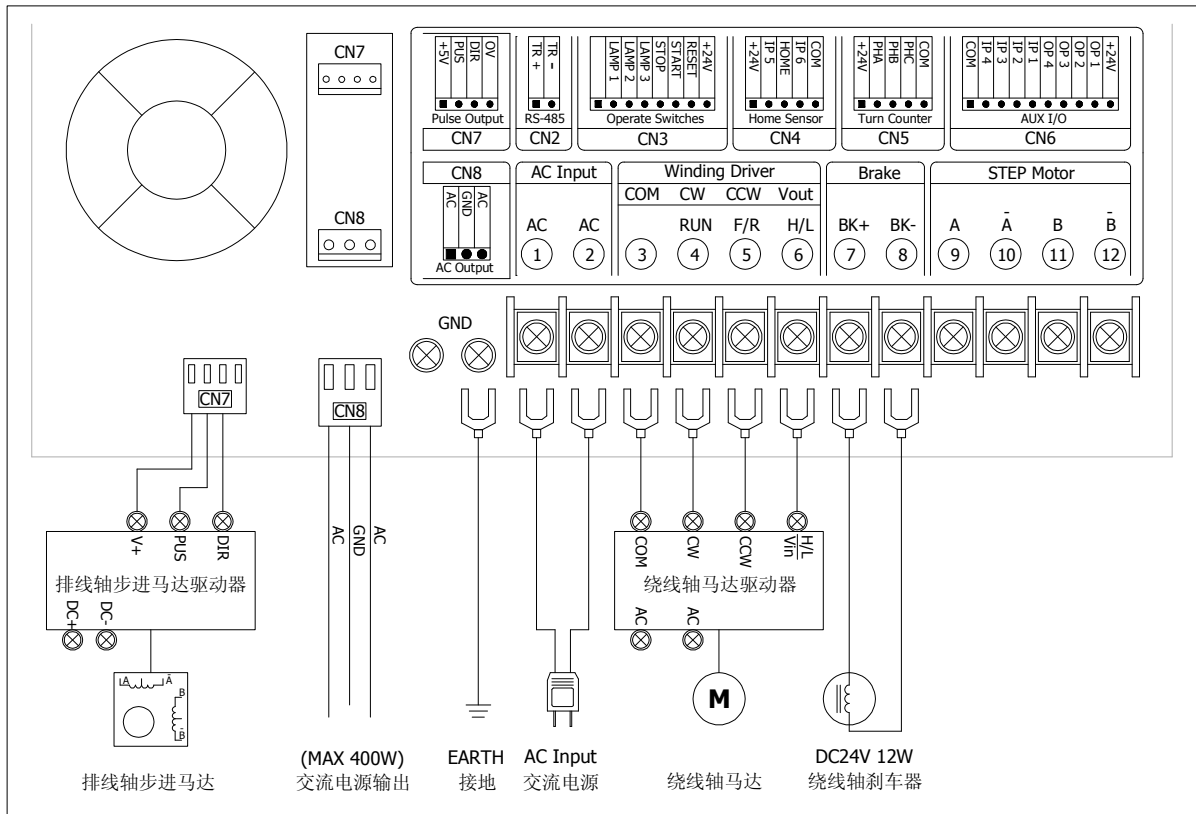 CN7
CN8
+5V
PUS
DIR
OV
Pulse Output
CN7
TR +
TR -
RS-485
CN2
LAMP 1
LAMP 2
LAMP 3
STOP
START
RESET
+24V
Operate Switches
CN3
+24V
IP 5
HOME
IP 6
COM
Home Sensor
CN4
+24V
PHA
PHB
PHC
COM
Turn Counter
CN5
COM
IP 4
IP 3
IP 2
IP 1
OP 4
OP 3
OP 2
OP 1
+24V
AUX I/O
CN6
CN8
AC
GND
AC
AC Output
AC Input
AC AC
1 2
Winding Driver
COM CW CCW Vout
RUN F/R H/L
3 4 5 6
Brake
BK+ BK-
7 8
STEP Motor
A Ā B B̄
9 10 11 12
GND
CN7
CN8
V+
PUS
DIR
排线轴步进马达驱动器
DC+
DC-
A Ā
B
B̄
排线轴步进马达
AC
GND
AC
(MAX 400W)
交流电源输出
EARTH
接地
AC Input
交流电源
COM
CW
CCW
H/L
Vin
绕线轴马达驱动器
AC
AC
M
绕线轴马达
DC24V 12W
绕线轴刹车器